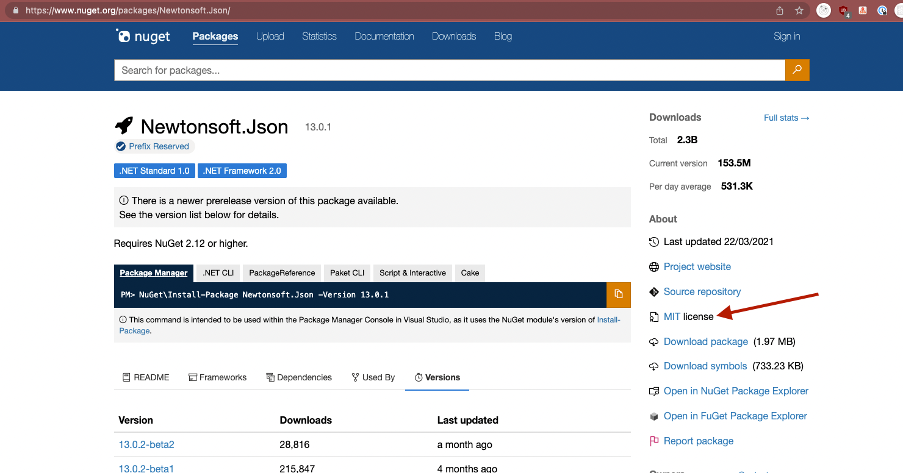 https://www.nuget.org/packages/Newtonsoft.Json/
nuget Packages Upload Statistics Documentation Downloads Blog Sign in
Search for packages...
Newtonsoft.Json 13.0.1
Prefix Reserved
.NET Standard 1.0 .NET Framework 2.0
There is a newer prerelease version of this package available.
See the version list below for details.
Requires NuGet 2.12 or higher.
Package Manager .NET CLI PackageReference Paket CLI Script & Interactive Cake
PM> NuGet\Install-Package Newtonsoft.Json -Version 13.0.1
This command is intended to be used within the Package Manager Console in Visual Studio, as it uses the NuGet module's version of Install-
Package.
README Frameworks Dependencies Used By Versions
Version Downloads Last updated
13.0.2-beta2 28,816 a month ago
13.0.2-beta1 215,847 4 months ago
Downloads Full stats →
Total 2.3B
Current version 153.5M
Per day average 531.3K
About
Last updated 22/03/2021
Project website
Source repository
MIT license
Download package (1.97 MB)
Download symbols (733.23 KB)
Open in NuGet Package Explorer
Open in FuGet Package Explorer
Report package